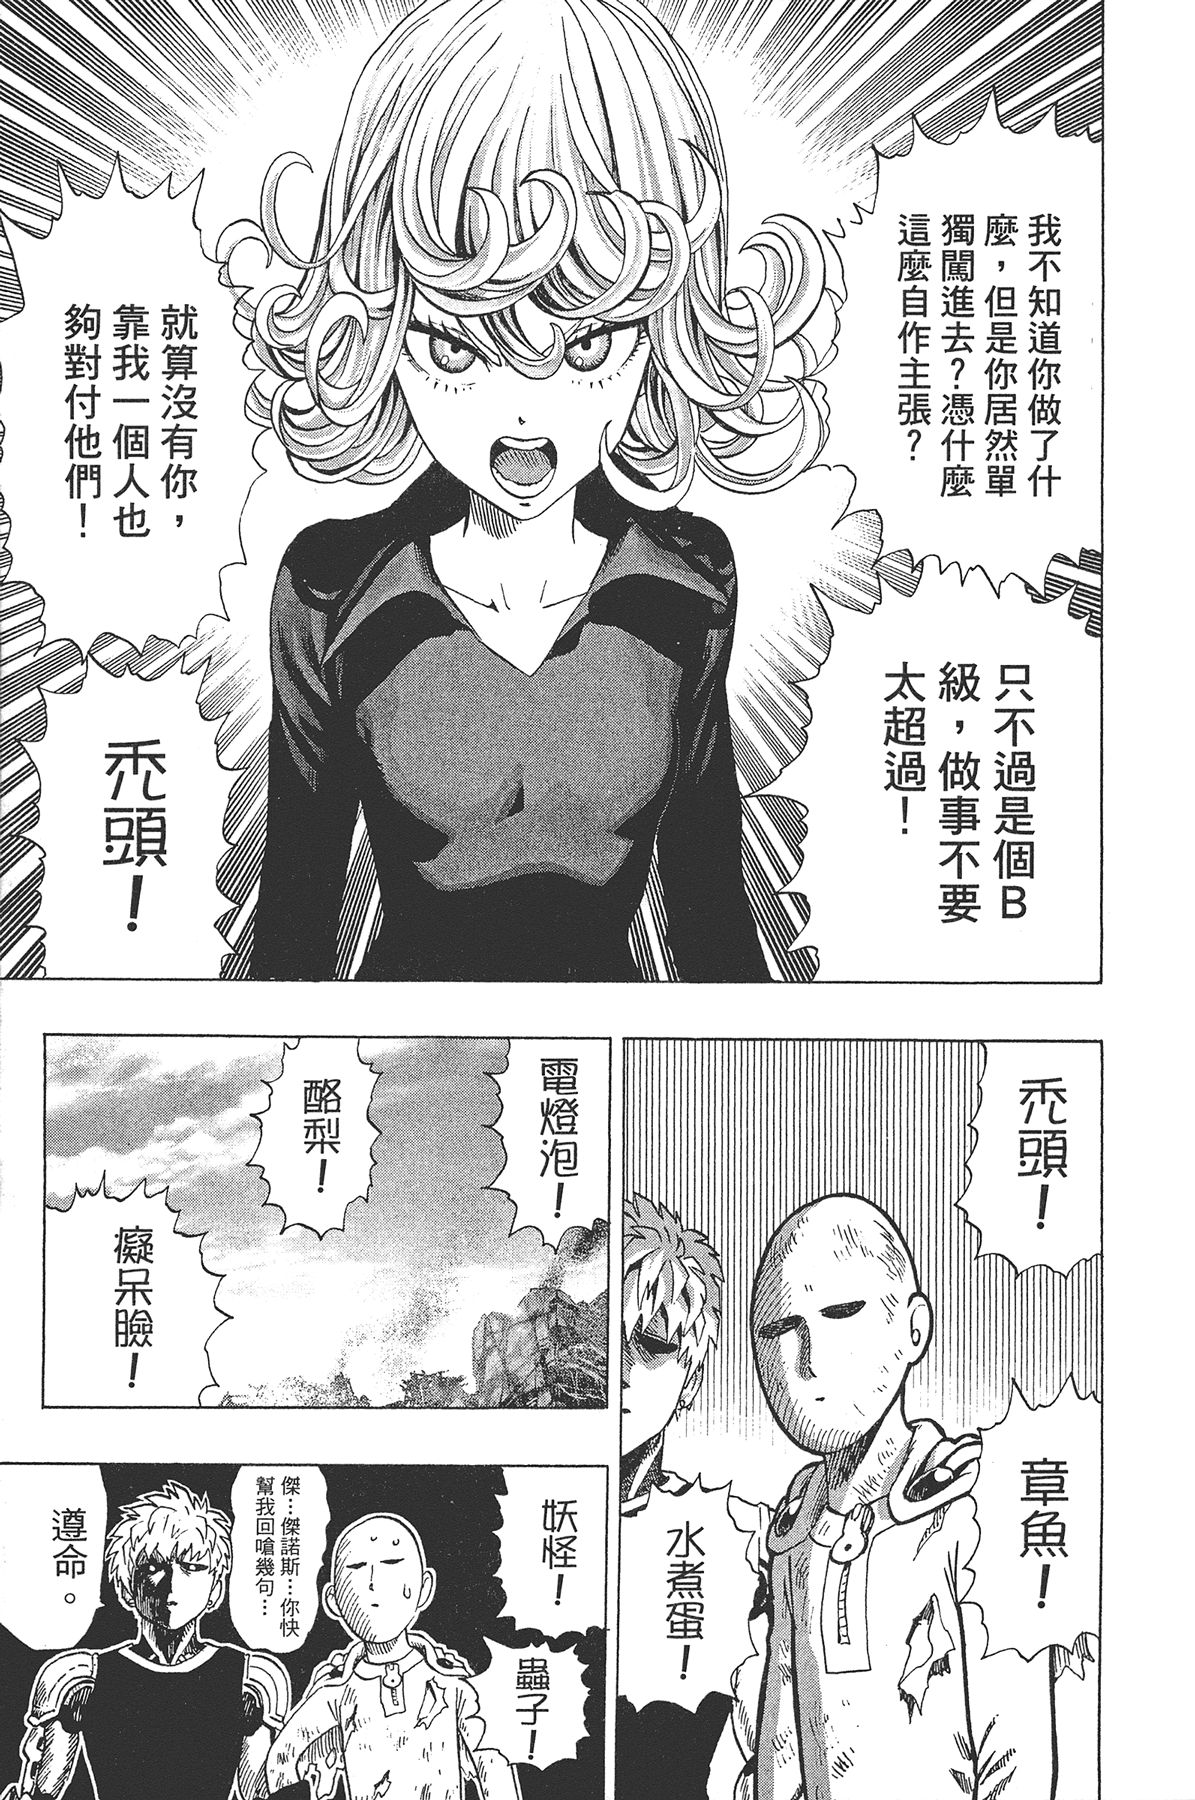 我不知道你做了什
麼，但是你居然單
獨闖進去？憑什麼
這麼自作主張？
只不過是個B
級，做事不要
太超過！
就算沒有你，
靠我一個人也
夠對付他們！
禿頭！
禿頭！
章魚！
水煮蛋！
電燈泡！
酪梨！
癡呆臉！
妖怪！
蟲子！
傑…傑諾斯…你快
幫我回嗆幾句…
遵命。